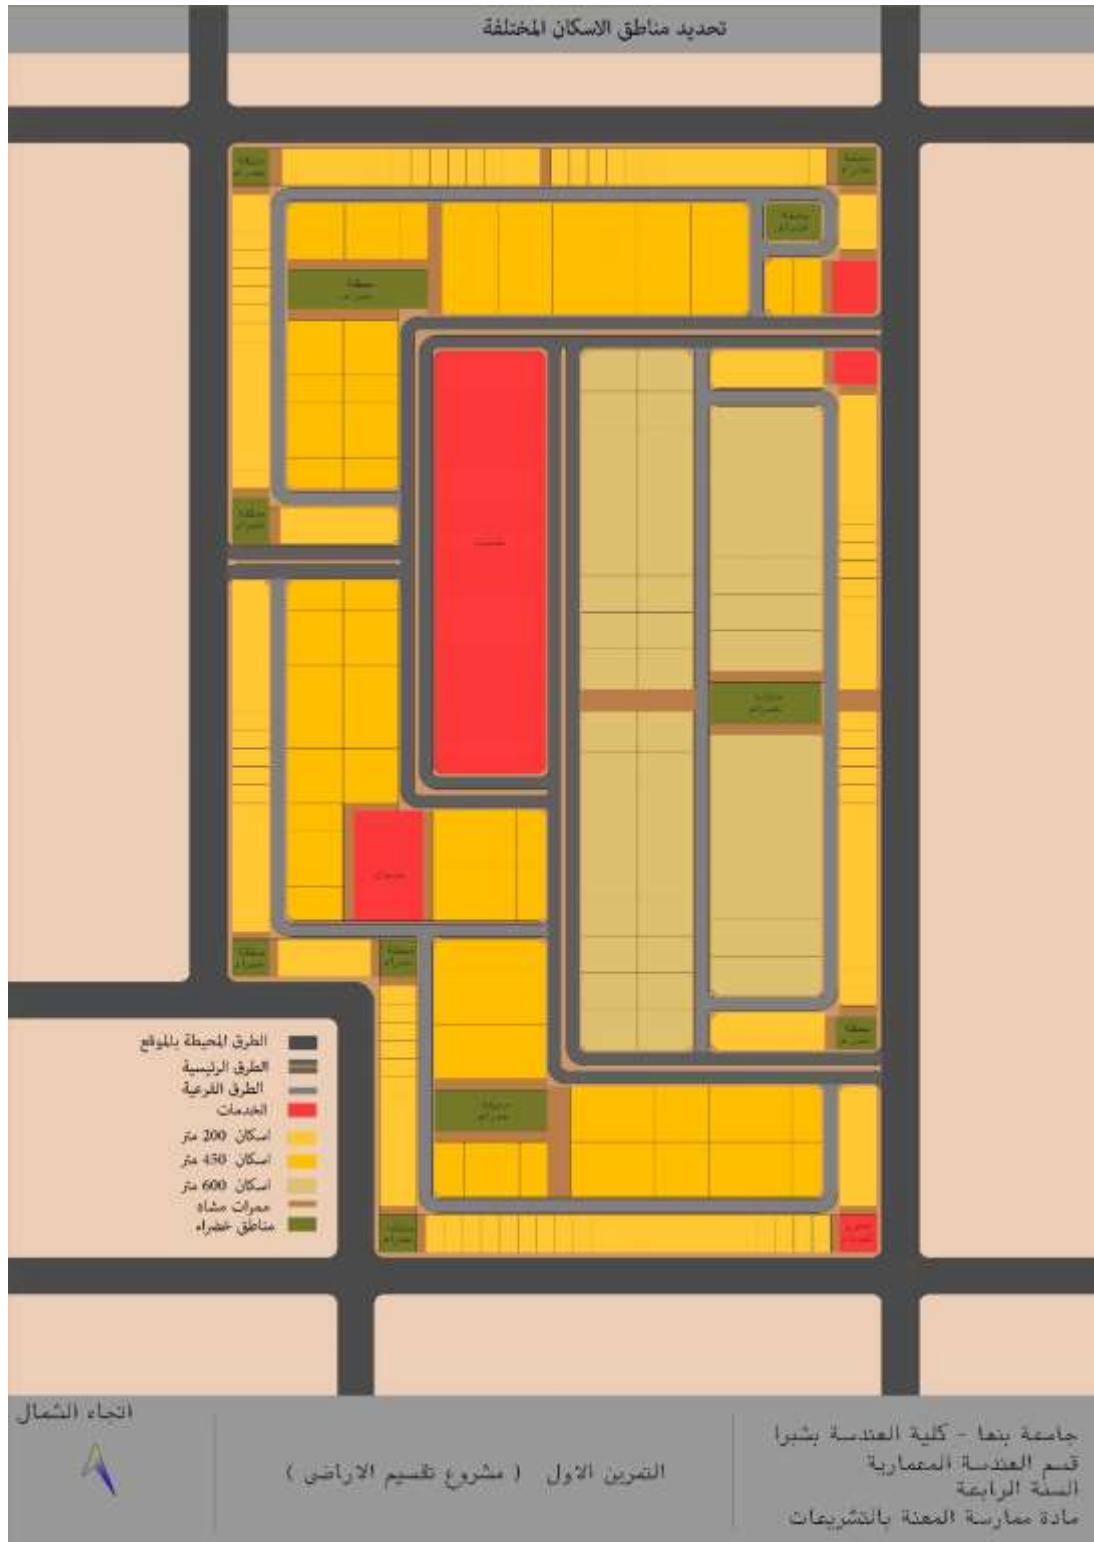 تحديد مناطق الاسكان المختلفة
حديقة
خضراء
الطرق المحيطة بالموقع
الطرق الرئيسية
الطرق الفرعية
الخدمات
اسكان 200 متر
اسكان 450 متر
اسكان 600 متر
ممرات مشاه
مناطق خضراء
جامعة بنها - كلية الهندسة بشبرا
قسم الهندسة المعمارية
السنة الرابعة
مادة ممارسة المهنة بالتشريعات
التمرين الاول ( مشروع تقسيم الاراضى )
اتجاه الشمال